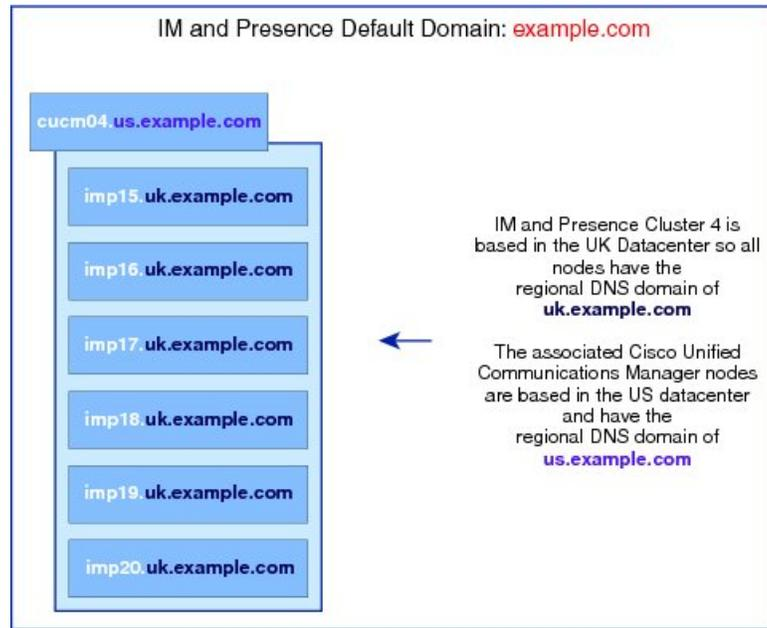 IM and Presence Default Domain: example.com
cucm04.us.example.com
imp15.uk.example.com
imp16.uk.example.com
imp17.uk.example.com
imp18.uk.example.com
imp19.uk.example.com
imp20.uk.example.com
IM and Presence Cluster 4 is
based in the UK Datacenter so all
nodes have the
regional DNS domain of
uk.example.com
The associated Cisco Unified
Communications Manager nodes
are based in the US datacenter
and have the
regional DNS domain of
us.example.com